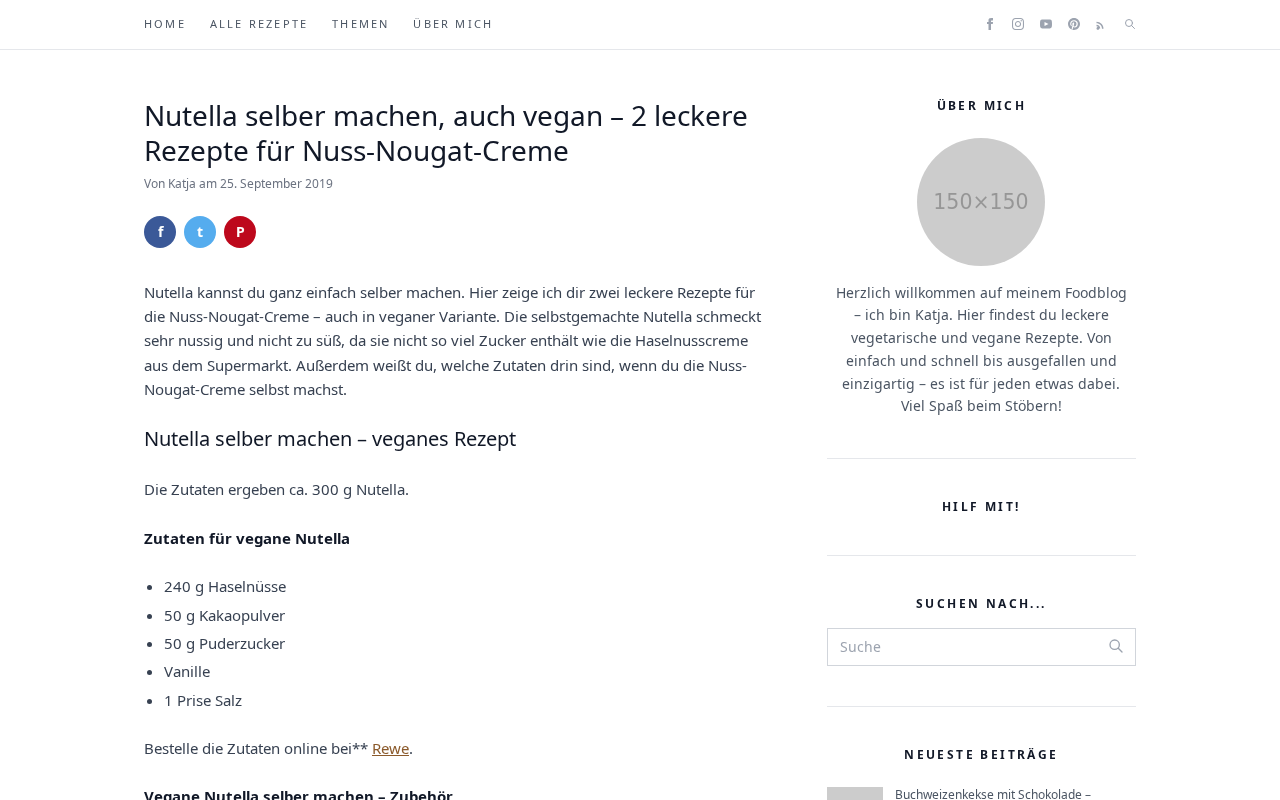 HOME ALLE REZEPTE THEMEN ÜBER MICH
Nutella selber machen, auch vegan – 2 leckere
Rezepte für Nuss-Nougat-Creme
Von Katja am 25. September 2019
f t P
Nutella kannst du ganz einfach selber machen. Hier zeige ich dir zwei leckere Rezepte für
die Nuss-Nougat-Creme – auch in veganer Variante. Die selbstgemachte Nutella schmeckt
sehr nussig und nicht zu süß, da sie nicht so viel Zucker enthält wie die Haselnusscreme
aus dem Supermarkt. Außerdem weißt du, welche Zutaten drin sind, wenn du die Nuss-
Nougat-Creme selbst machst.
Nutella selber machen – veganes Rezept
Die Zutaten ergeben ca. 300 g Nutella.
Zutaten für vegane Nutella
• 240 g Haselnüsse
• 50 g Kakaopulver
• 50 g Puderzucker
• Vanille
• 1 Prise Salz
Bestelle die Zutaten online bei** Rewe.
Vegane Nutella selber machen – Zubehör
ÜBER MICH
150×150
Herzlich willkommen auf meinem Foodblog
– ich bin Katja. Hier findest du leckere
vegetarische und vegane Rezepte. Von
einfach und schnell bis ausgefallen und
einzigartig – es ist für jeden etwas dabei.
Viel Spaß beim Stöbern!
HILF MIT!
SUCHEN NACH...
Suche
NEUESTE BEITRÄGE
Buchweizenkekse mit Schokolade –